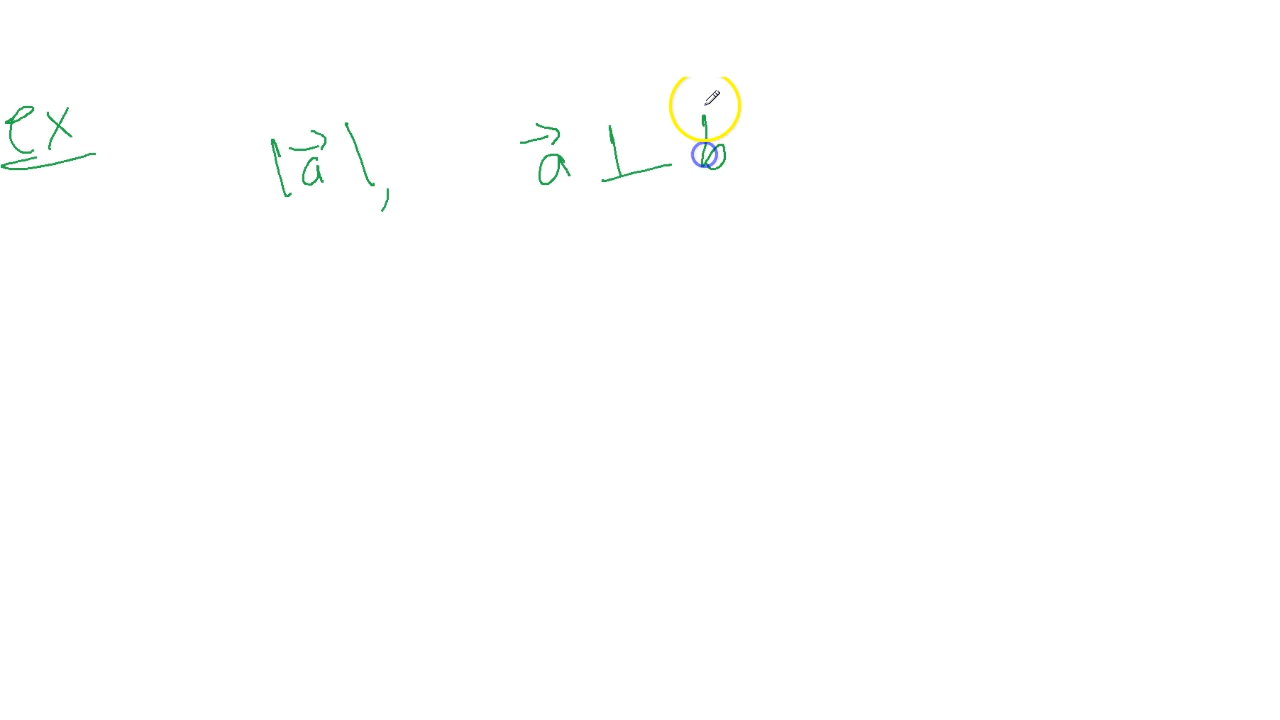 ex |a⃗|, a⃗ ⊥ b